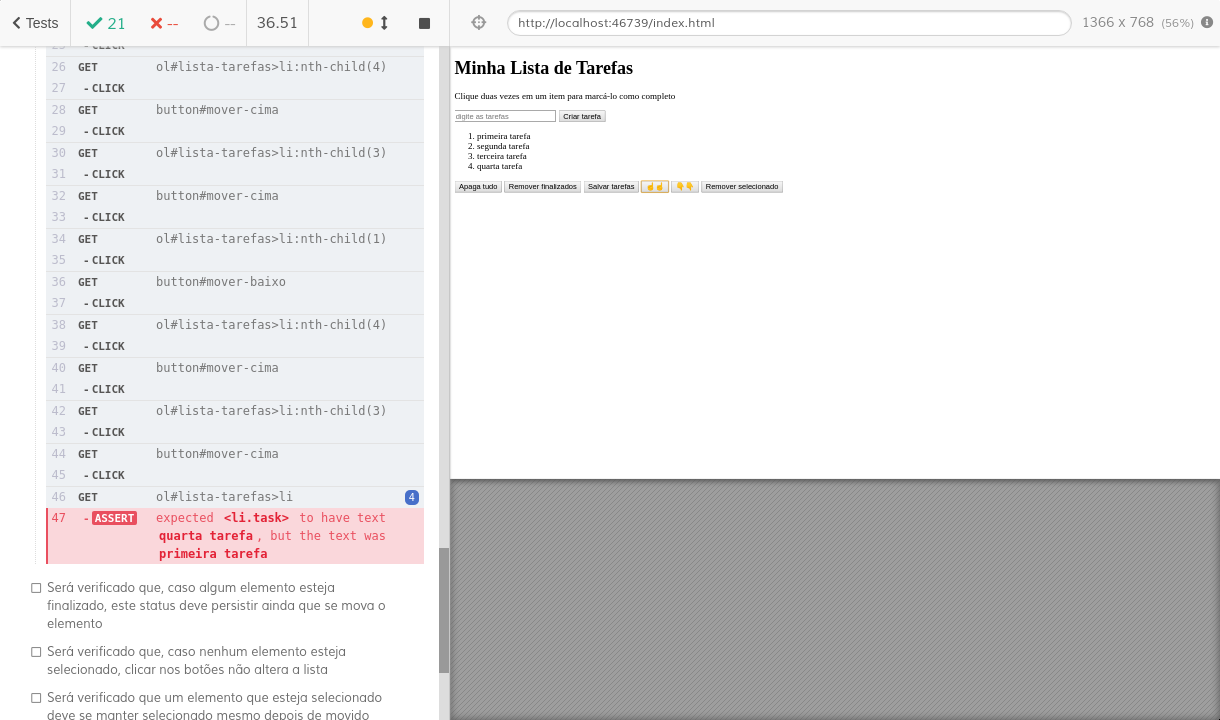 Tests
21
--
--
36.51
http://localhost:46739/index.html
1366 x 768 (56%)
25 - CLICK
26 GET ol#lista-tarefas>li:nth-child(4)
27 - CLICK
28 GET button#mover-cima
29 - CLICK
30 GET ol#lista-tarefas>li:nth-child(3)
31 - CLICK
32 GET button#mover-cima
33 - CLICK
34 GET ol#lista-tarefas>li:nth-child(1)
35 - CLICK
36 GET button#mover-baixo
37 - CLICK
38 GET ol#lista-tarefas>li:nth-child(4)
39 - CLICK
40 GET button#mover-cima
41 - CLICK
42 GET ol#lista-tarefas>li:nth-child(3)
43 - CLICK
44 GET button#mover-cima
45 - CLICK
46 GET ol#lista-tarefas>li 4
47 - ASSERT expected <li.task> to have text
quarta tarefa , but the text was
primeira tarefa
Será verificado que, caso algum elemento esteja
finalizado, este status deve persistir ainda que se mova o
elemento
Será verificado que, caso nenhum elemento esteja
selecionado, clicar nos botões não altera a lista
Será verificado que um elemento que esteja selecionado
deve se manter selecionado mesmo depois de movido
Minha Lista de Tarefas
Clique duas vezes em um item para marcá-lo como completo
digite as tarefas Criar tarefa
1. primeira tarefa
2. segunda tarefa
3. terceira tarefa
4. quarta tarefa
Apaga tudo Remover finalizados Salvar tarefas ☝☝ 👇👇 Remover selecionado